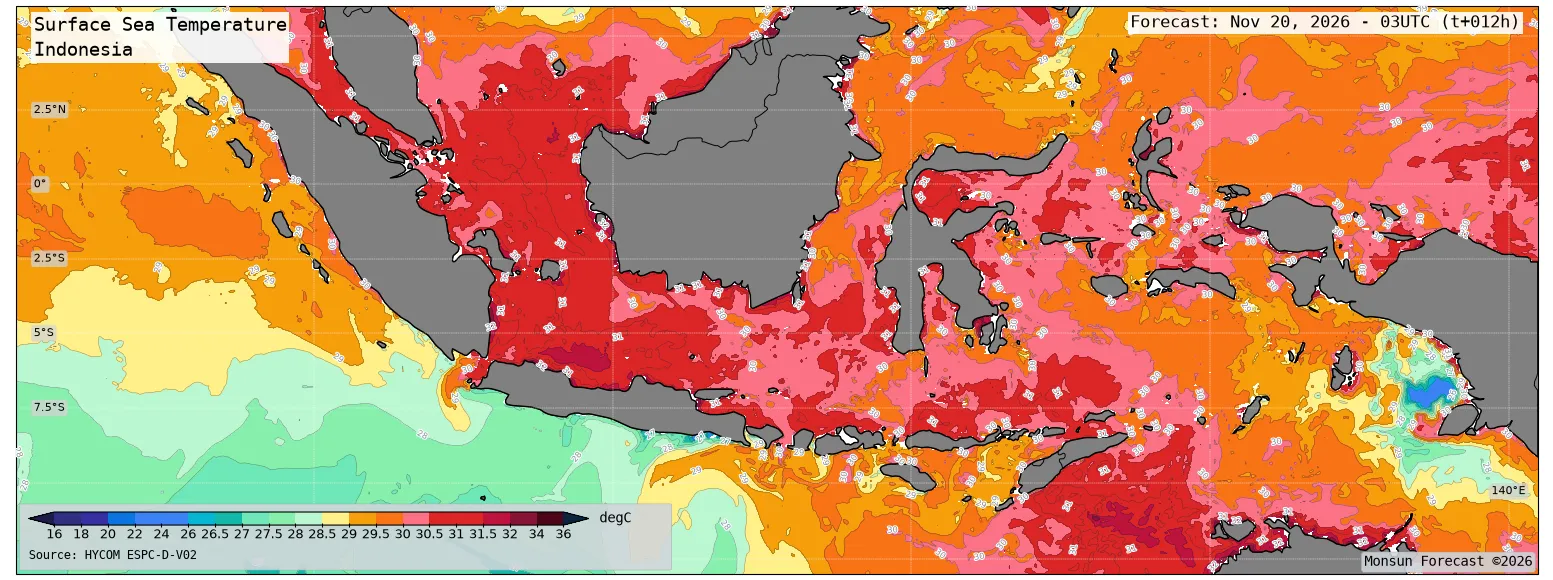 Surface Sea Temperature
Indonesia
Forecast: Nov 20, 2026 - 03UTC (t+012h)
2.5°N
0°
2.5°S
5°S
7.5°S
140°E
degC
16 18 20 22 24 26 26.5 27 27.5 28 28.5 29 29.5 30 30.5 31 31.5 32 34 36
Source: HYCOM ESPC-D-V02
Monsun Forecast ©2026